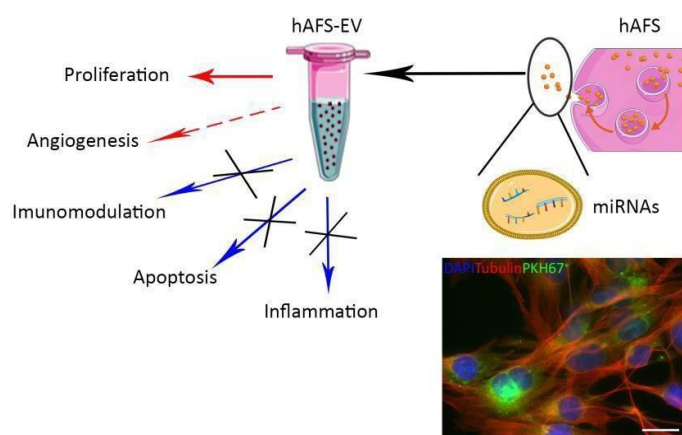 hAFS-EV
hAFS
Proliferation
Angiogenesis
Imunomodulation
Apoptosis
Inflammation
miRNAs
DAPITubulinPKH67+